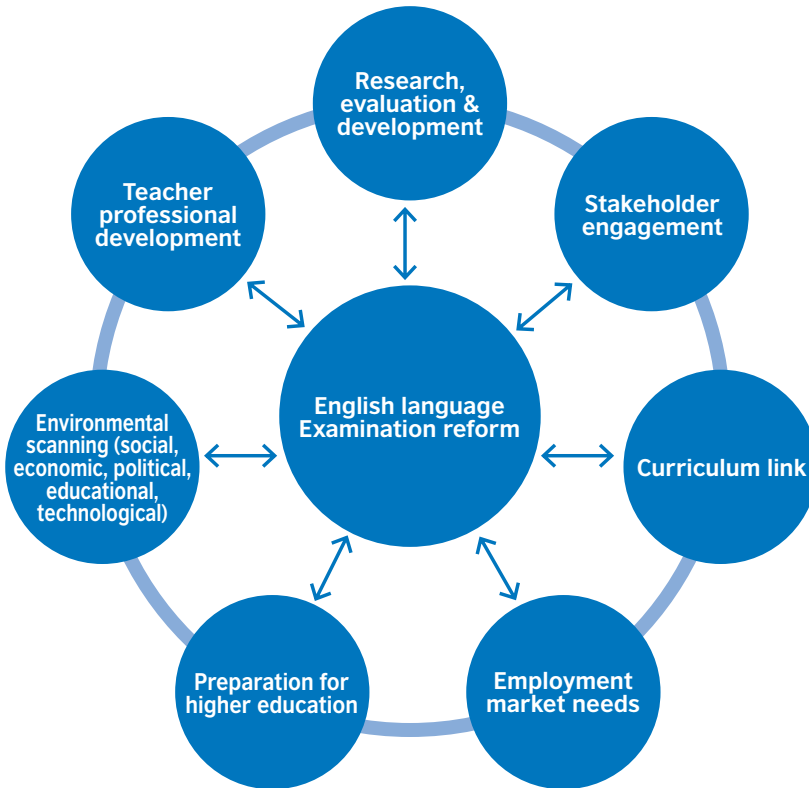 Research,
evaluation &
development
Stakeholder
engagement
Curriculum link
Employment
market needs
Preparation for
higher education
Environmental
scanning (social,
economic, political,
educational,
technological)
Teacher
professional
development
English language
Examination reform